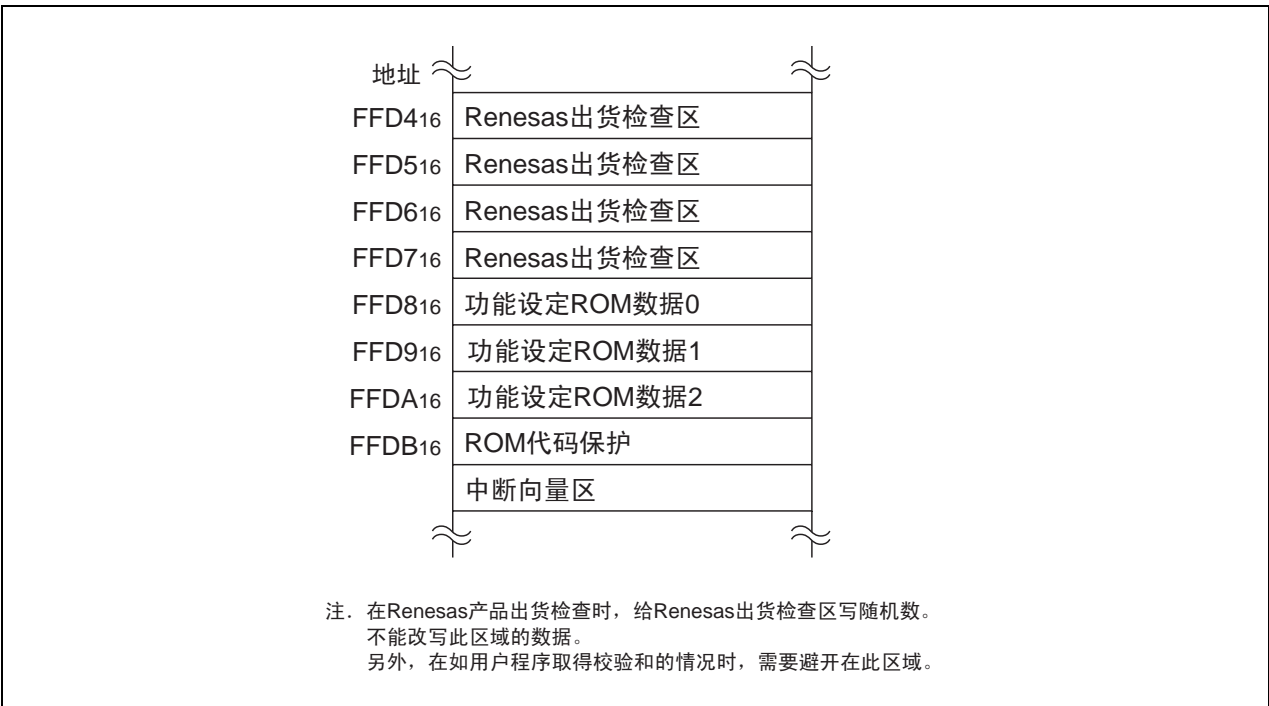 地址
FFD416 Renesas出货检查区
FFD516 Renesas出货检查区
FFD616 Renesas出货检查区
FFD716 Renesas出货检查区
FFD816 功能设定ROM数据0
FFD916 功能设定ROM数据1
FFDA16 功能设定ROM数据2
FFDB16 ROM代码保护
中断向量区
注. 在Renesas产品出货检查时，给Renesas出货检查区写随机数。
不能改写此区域的数据。
另外，在如用户程序取得校验和的情况时，需要避开在此区域。